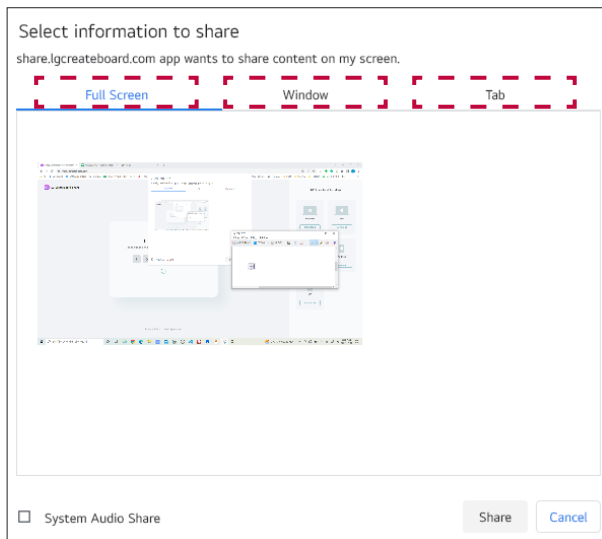 Select information to share
share.lgcreateboard.com app wants to share content on my screen.
Full Screen Window Tab
System Audio Share Share Cancel